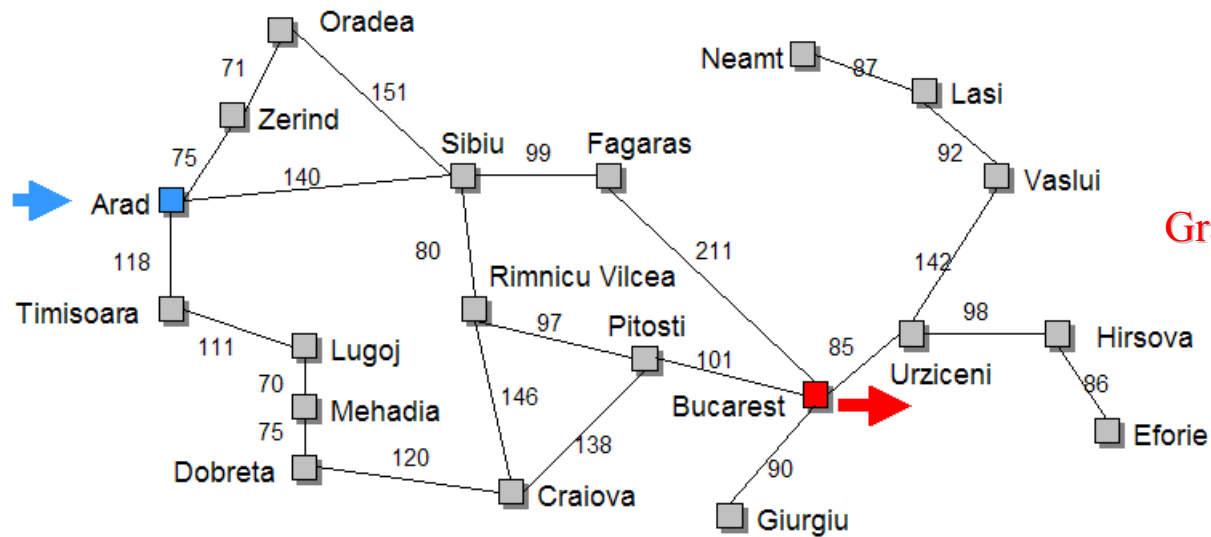 Oradea
Neamt
87
71
Lasi
151
Zerind
Sibiu
99
Fagaras
92
75
140
Vaslui
Arad
Gr
118
80
211
142
Rimnicu Vilcea
Timisoara
97
Pitosti
98
Hirsova
111
Lugoj
101
85
Urziceni
70
86
Mehadia
146
Bucarest
75
138
Eforie
Dobreta
120
90
Craiova
Giurgiu